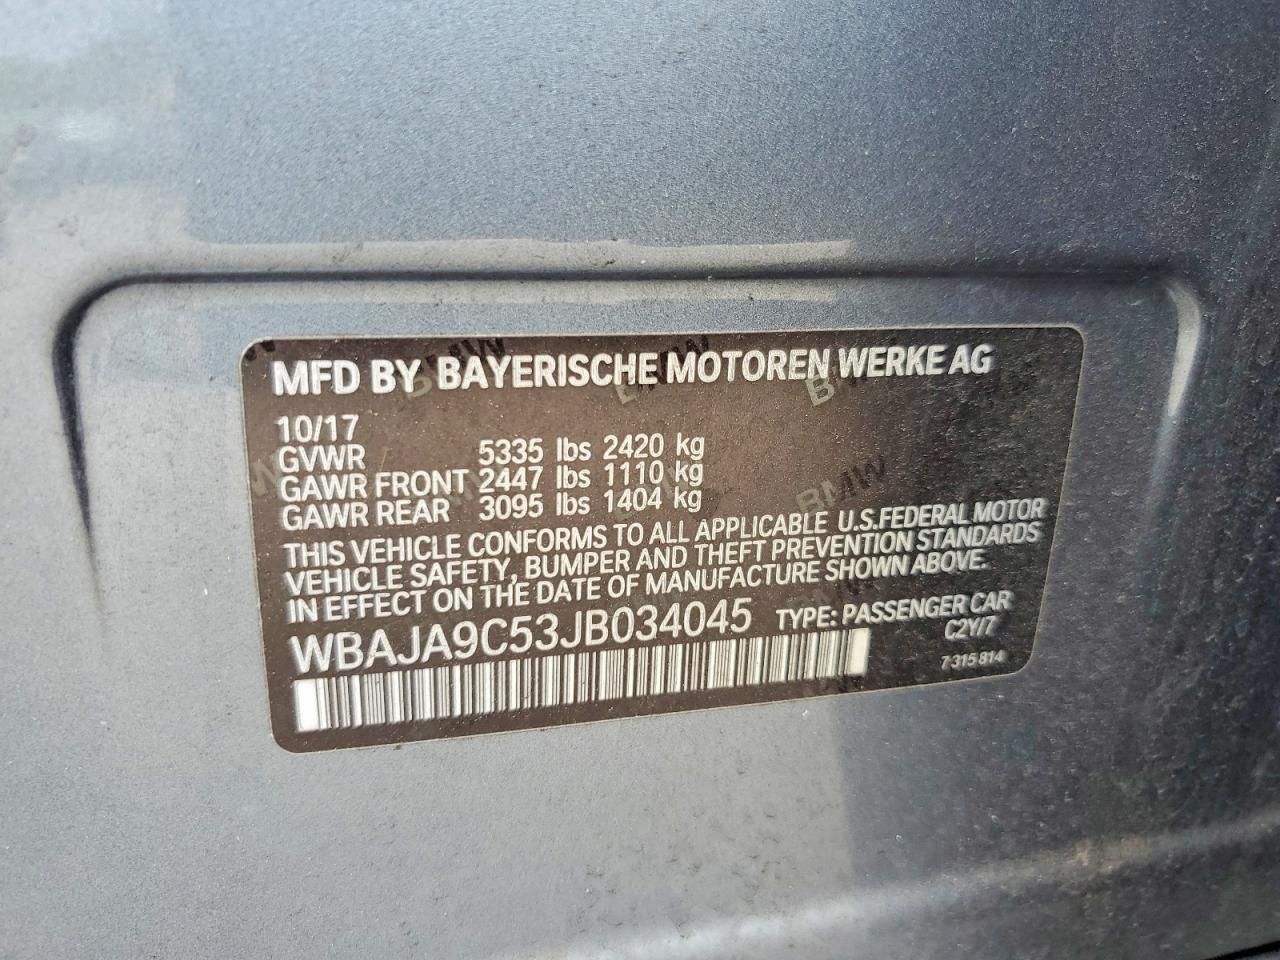 MFD BY BAYERISCHE MOTOREN WERKE AG
10/17
GVWR 5335 lbs 2420 kg
GAWR FRONT 2447 lbs 1110 kg
GAWR REAR 3095 lbs 1404 kg
THIS VEHICLE CONFORMS TO ALL APPLICABLE U.S.FEDERAL MOTOR
VEHICLE SAFETY, BUMPER AND THEFT PREVENTION STANDARDS
IN EFFECT ON THE DATE OF MANUFACTURE SHOWN ABOVE.
WBAJA9C53JB034045 TYPE: PASSENGER CAR
C2Y/7
7 315 814